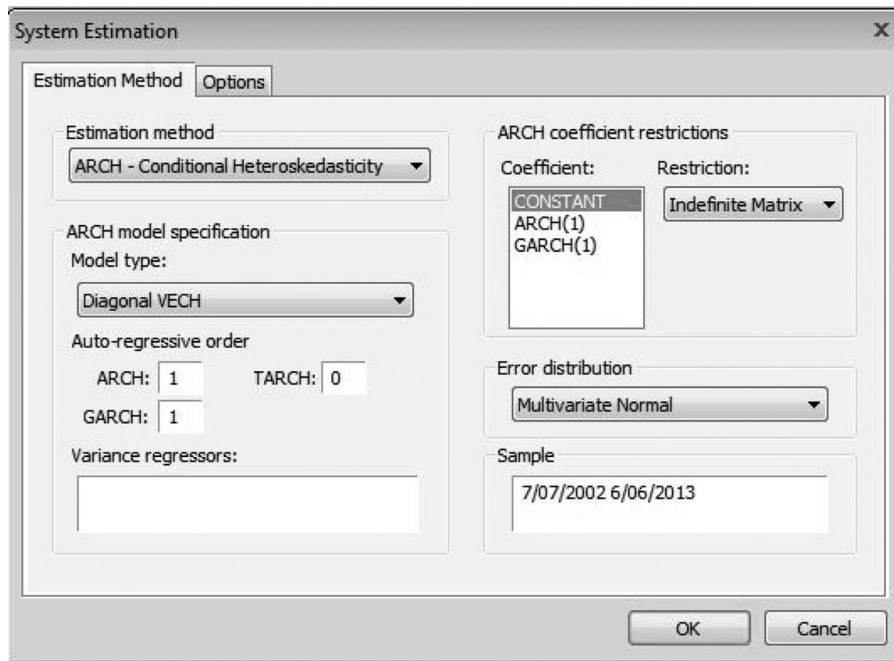 System Estimation
x
Estimation Method
Options
Estimation method
ARCH - Conditional Heteroskedasticity
ARCH model specification
Model type:
Diagonal VECH
Auto-regressive order
ARCH: 1 TARCH: 0
GARCH: 1
Variance regressors:
ARCH coefficient restrictions
Coefficient: Restriction:
CONSTANT
ARCH(1)
GARCH(1)
Indefinite Matrix
Error distribution
Multivariate Normal
Sample
7/07/2002 6/06/2013
OK
Cancel